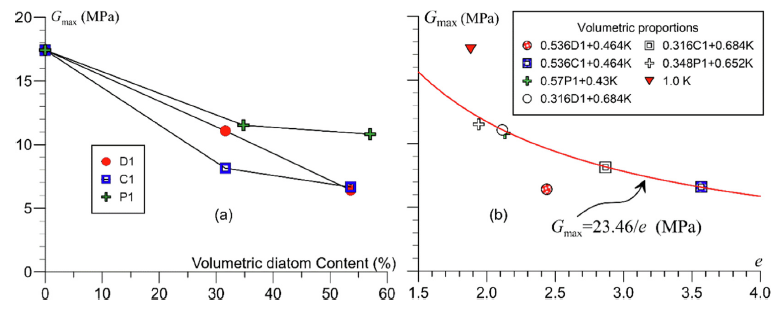 G_max (MPa)
20
15
10
5
0
D1
C1
P1
(a)
Volumetric diatom Content (%)
0 10 20 30 40 50 60
G_max (MPa)
Volumetric proportions
0.536D1+0.464K 0.316C1+0.684K
0.536C1+0.464K 0.348P1+0.652K
0.57P1+0.43K 1.0 K
0.316D1+0.684K
(b)
G_max=23.46/e (MPa)
e
1.5 2.0 2.5 3.0 3.5 4.0